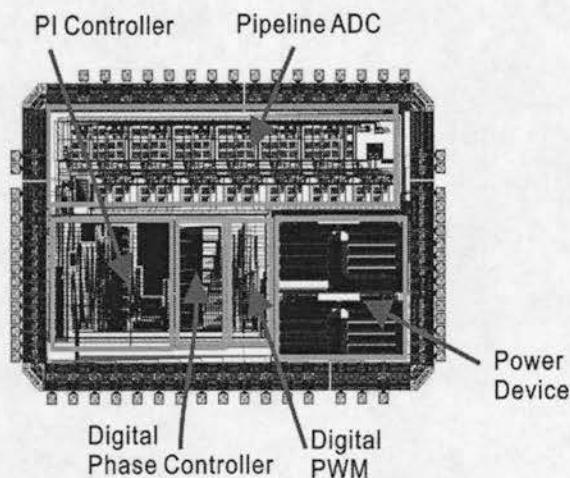 PI Controller
Pipeline ADC
Power
Device
Digital
Phase Controller
Digital
PWM